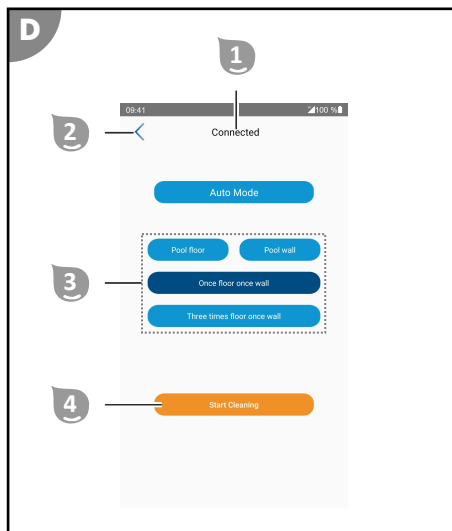 D
1
09:41 100 %
2
Connected
Auto Mode
Pool floor Pool wall
3
Once floor once wall
Three times floor once wall
4
Start Cleaning